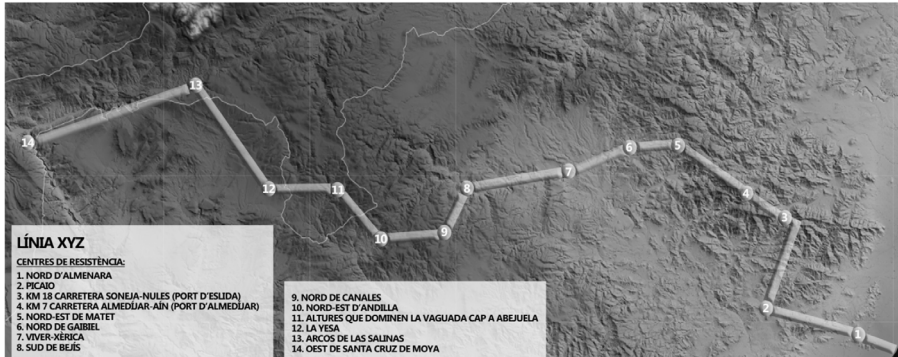 14
13
12
11
10
9
8
7
6
5
4
3
2
1
LÍNIA XYZ
CENTRES DE RESISTÈNCIA:
1. NORD D'ALMENARA
2. PICAIO
3. KM 18 CARRETERA SONEJA-NULES (PORT D'ESLIDA)
4. KM 7 CARRETERA ALMEDÍJAR-AÍN (PORT D'ALMEDÍJAR)
5. NORD-EST DE MATET
6. NORD DE GAIBIEL
7. VIVER-XÈRICA
8. SUD DE BEJÍS
9. NORD DE CANALES
10. NORD-EST D'ANDILLA
11. ALTURES QUE DOMINEN LA VAGUADA CAP A ABEJUELA
12. LA YESA
13. ARCOS DE LAS SALINAS
14. OEST DE SANTA CRUZ DE MOYA